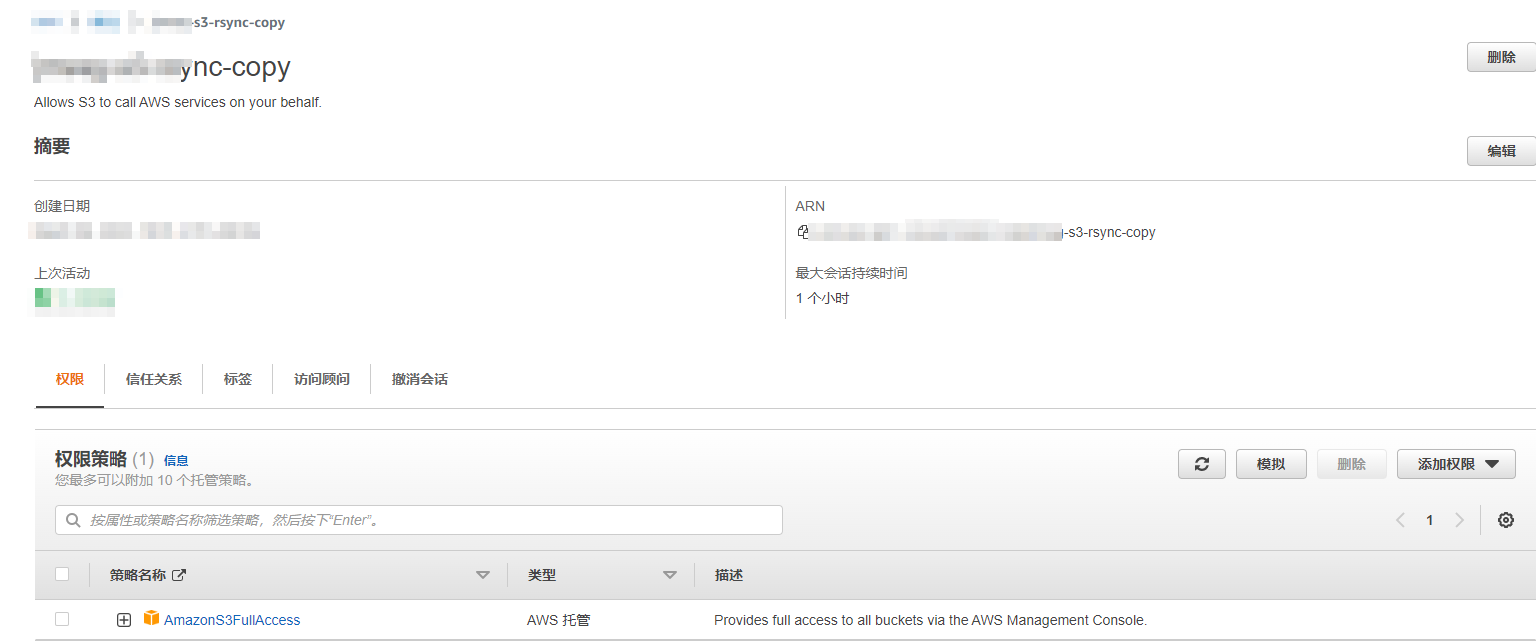 -s3-rsync-copy
ync-copy
删除
Allows S3 to call AWS services on your behalf.
摘要
编辑
创建日期
ARN
-s3-rsync-copy
上次活动
最大会话持续时间
1 个小时
权限
信任关系
标签
访问顾问
撤消会话
权限策略 (1) 信息
您最多可以附加 10 个托管策略。
模拟
删除
添加权限
按属性或策略名称筛选策略，然后按下“Enter”。
1
策略名称
类型
描述
AmazonS3FullAccess
AWS 托管
Provides full access to all buckets via the AWS Management Console.